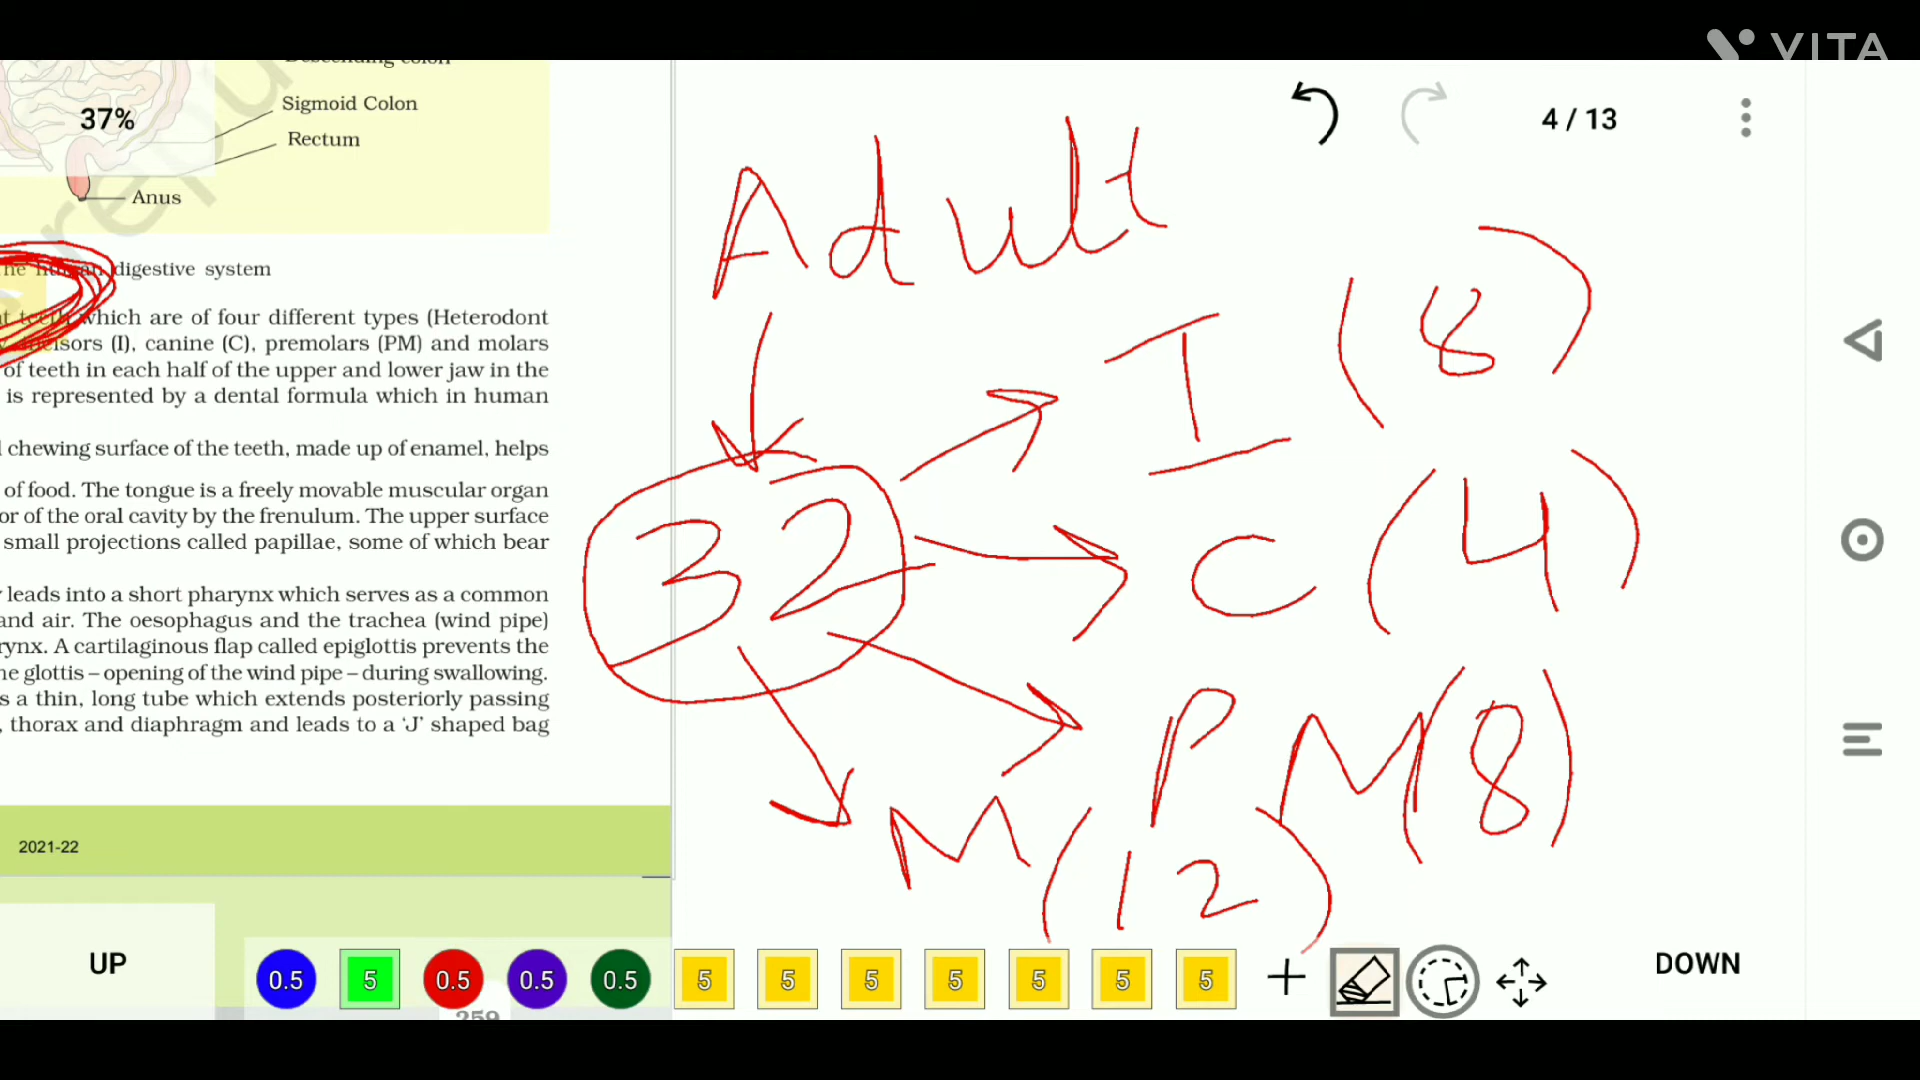 VITA
Descending colon
Sigmoid Colon
37%
Rectum
Anus
4 / 13
Adult
the human digestive system
teeth which are of four different types (Heterodont
incisors (I), canine (C), premolars (PM) and molars
of teeth in each half of the upper and lower jaw in the
is represented by a dental formula which in human
chewing surface of the teeth, made up of enamel, helps
of food. The tongue is a freely movable muscular organ
of the oral cavity by the frenulum. The upper surface
small projections called papillae, some of which bear
leads into a short pharynx which serves as a common
and air. The oesophagus and the trachea (wind pipe)
A cartilaginous flap called epiglottis prevents the
glottis – opening of the wind pipe – during swallowing.
a thin, long tube which extends posteriorly passing
, thorax and diaphragm and leads to a 'J' shaped bag
32
I (8)
C (4)
PM (8)
M (12)
2021-22
UP
0.5 5 0.5 0.5 0.5 5 5 5 5 5 5 5
DOWN
259